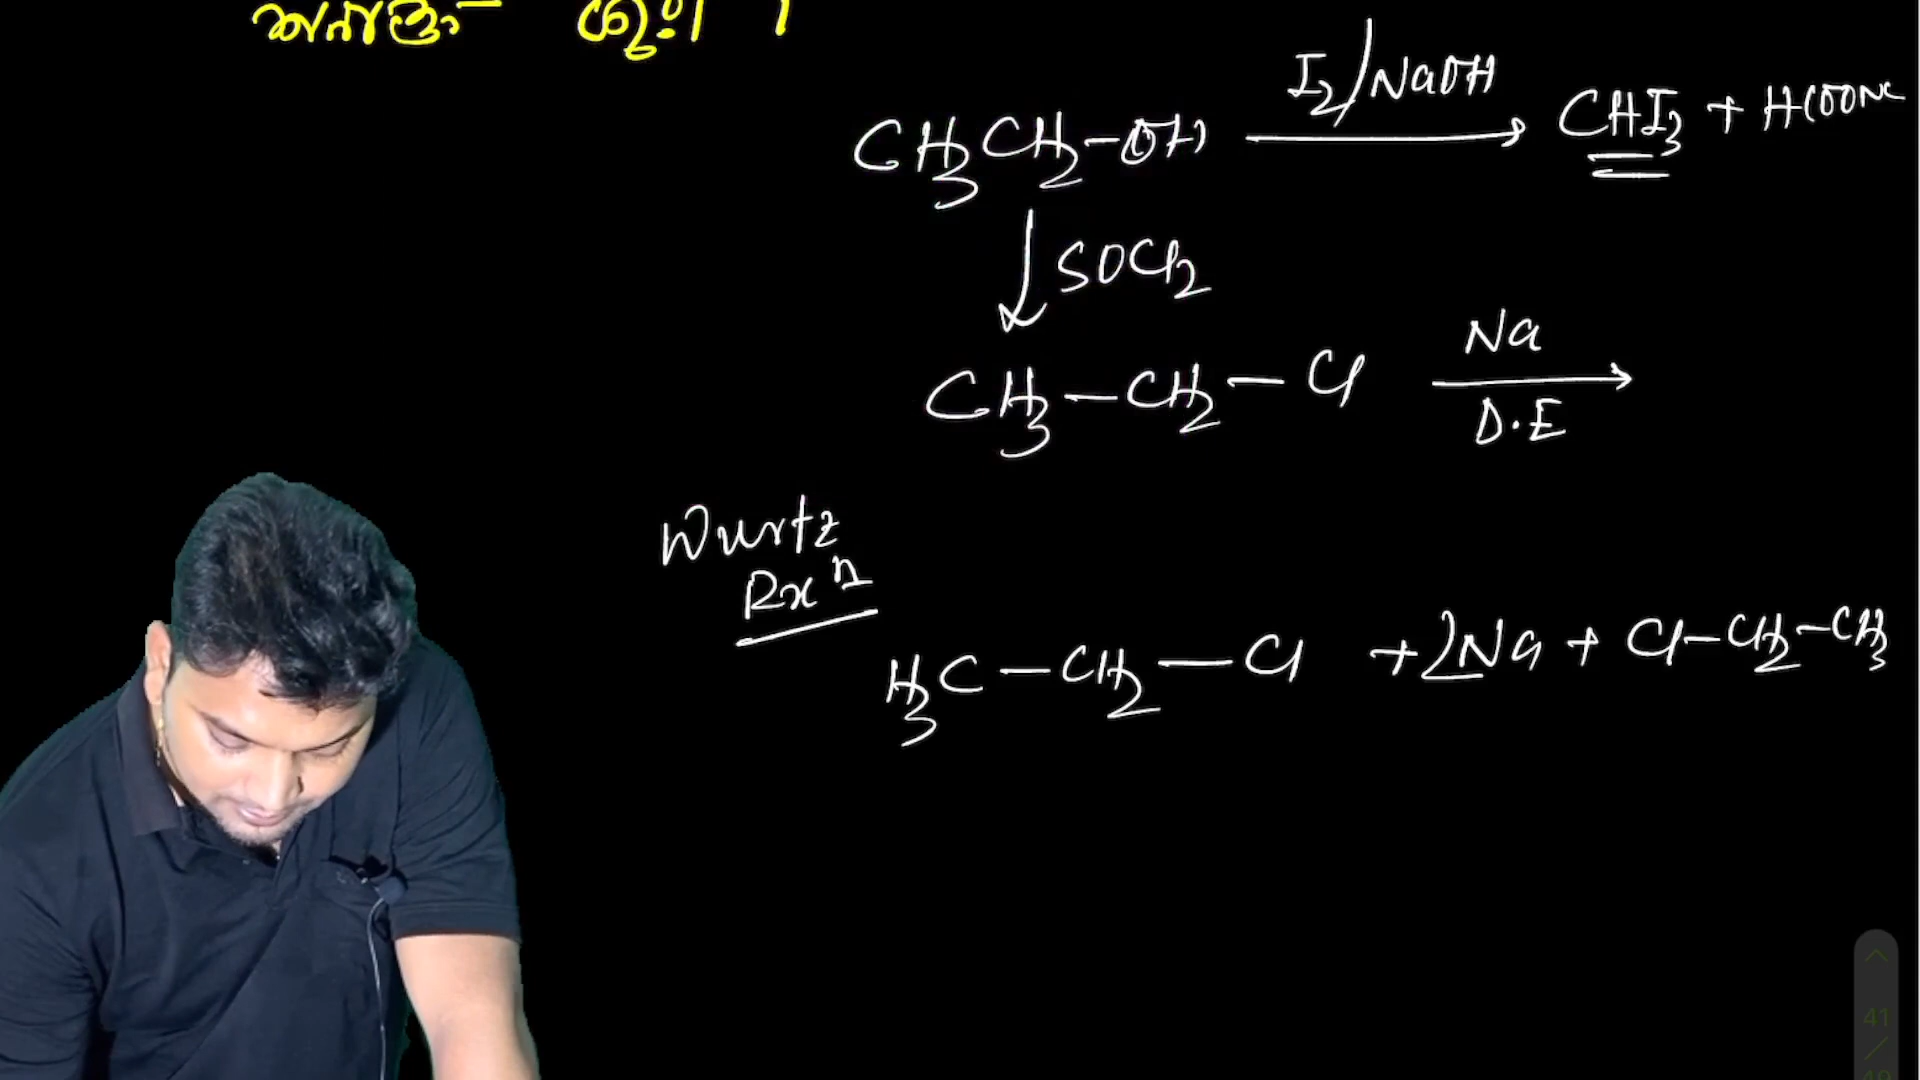 I2/NaOH
CH3CH2-OH → CHI3 + HCOONa
↓ SOCl2
CH3-CH2-Cl Na → D.E
Wurtz
Rxn
H3C-CH2-Cl + 2Na + Cl-CH2-CH3
41